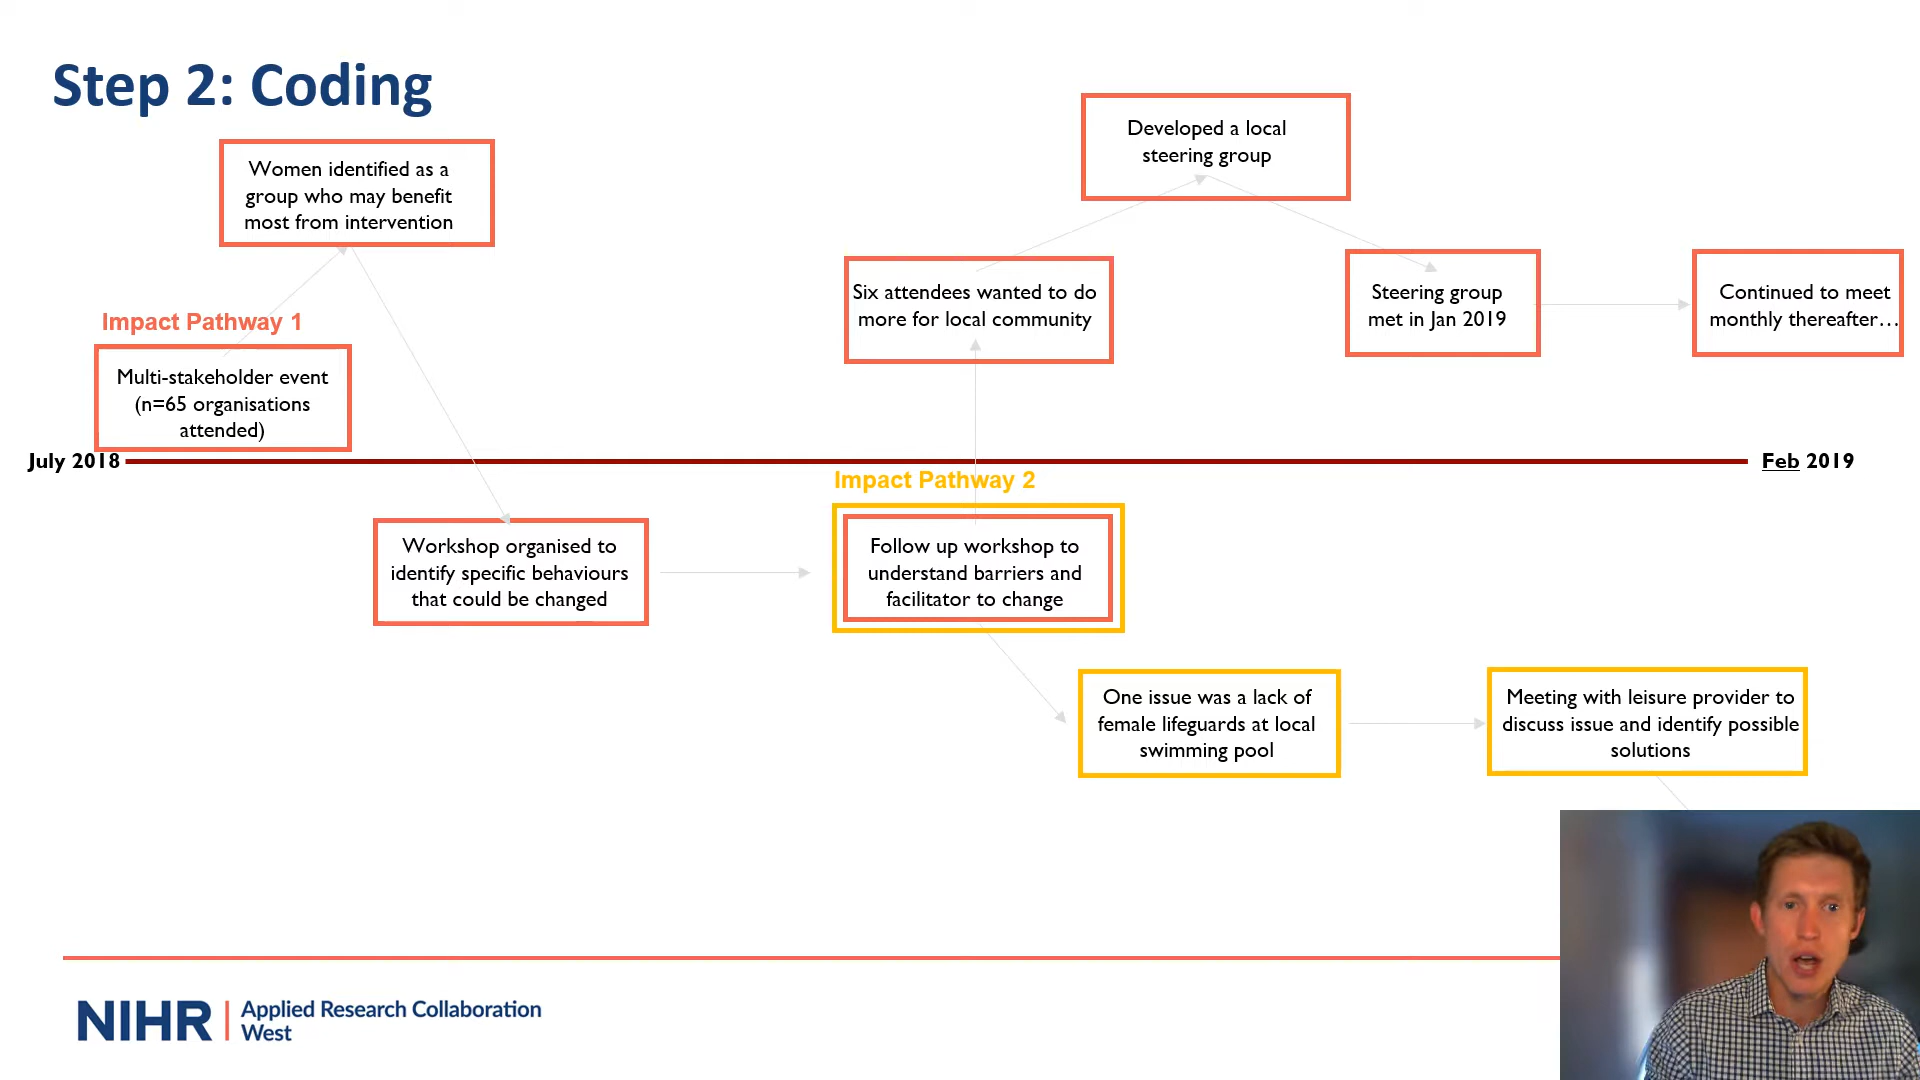 Step 2: Coding
Developed a local
steering group
Women identified as a
group who may benefit
most from intervention
Six attendees wanted to do
more for local community
Steering group
met in Jan 2019
Continued to meet
monthly thereafter…
Impact Pathway 1
Multi-stakeholder event
(n=65 organisations
attended)
July 2018
Feb 2019
Impact Pathway 2
Workshop organised to
identify specific behaviours
that could be changed
Follow up workshop to
understand barriers and
facilitator to change
One issue was a lack of
female lifeguards at local
swimming pool
Meeting with leisure provider to
discuss issue and identify possible
solutions
NIHR
Applied Research Collaboration
West